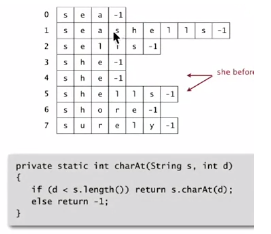 0 s e a -1
1 s e a s h e l l s -1
2 s e l l s -1
3 s h e -1
4 s h e -1
5 s h e l l s -1
6 s h o r e -1
7 s u r e l y -1
she before
private static int charAt(String s, int d)
{
if (d < s.length()) return s.charAt(d);
else return -1;
}